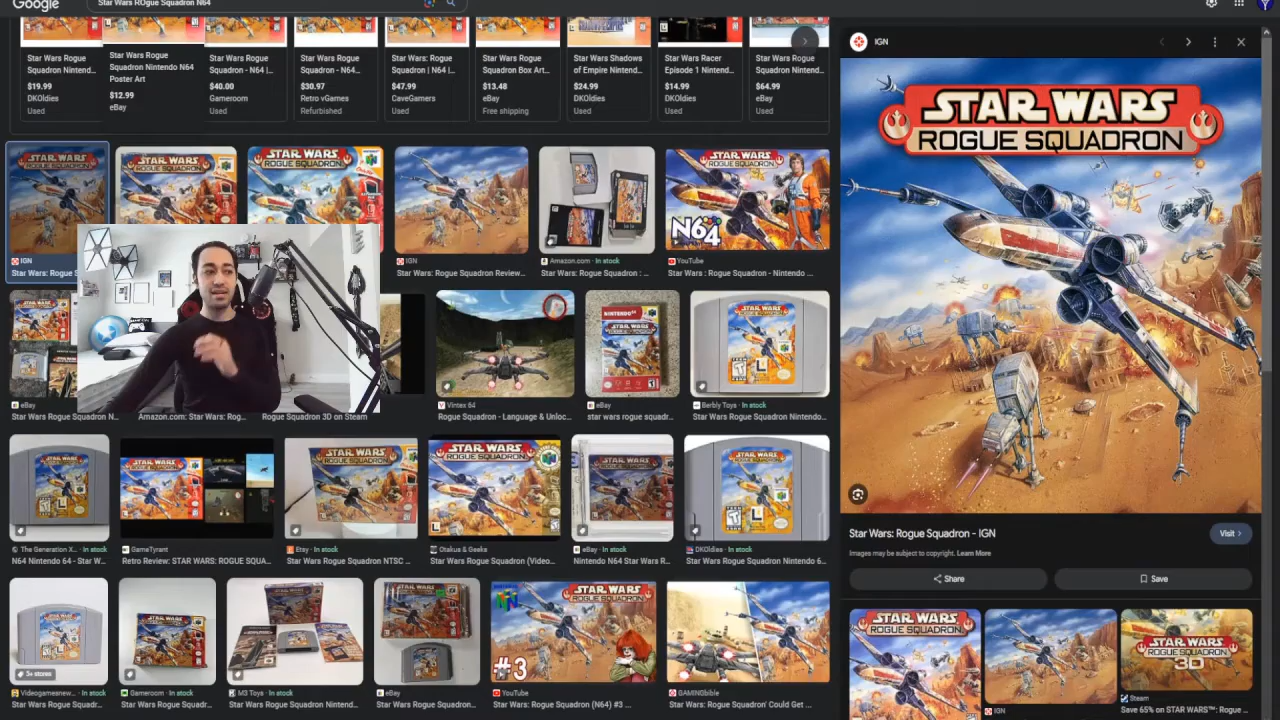 Google
Star Wars ROgue Squadron N64
Star Wars Rogue
Squadron Nintend...
$19.99
DKOldies
Used
Star Wars Rogue
Squadron Nintendo N64
Poster Art
$12.99
eBay
Star Wars Rogue
Squadron - N64 |...
$40.00
Gameroom
Used
Star Wars: Rogue
Squadron - N64...
$30.97
Retro vGames
Refurbished
Star Wars: Rogue
Squadron | N64 |...
$47.99
CaveGamers
Used
Star Wars Rogue
Squadron Box Art...
$13.48
eBay
Free shipping
Star Wars Shadows
of Empire Nintend...
$24.99
DKOldies
Used
Star Wars Racer
Episode 1 Nintend...
$14.99
DKOldies
Used
Star Wars Rogue
Squadron Nintend...
$64.99
eBay
Used
IGN
Star Wars: Rogue S
IGN
Star Wars: Rogue Squadron Review...
Amazon.com · In stock
Star Wars: Rogue Squadron : ...
N64
YouTube
Star Wars : Rogue Squadron - Nintendo ...
eBay
Star Wars Rogue Squadron N...
Amazon.com: Star Wars: Rog...
Rogue Squadron 3D on Steam
Vintex 64
Rogue Squadron - Language & Unloc...
eBay
star wars rogue squadr...
Berbly Toys · In stock
Star Wars Rogue Squadron Nintendo...
The Generation X... · In stock
N64 Nintendo 64 - Star W...
GameTyrant
Retro Review: STAR WARS: ROGUE SQUA...
Etsy · In stock
Star Wars Rogue Squadron NTSC ...
Otakus & Geeks
Star Wars Rogue Squadron (Video...
eBay · In stock
Nintendo N64 Star Wars R...
DKOldies · In stock
Star Wars Rogue Squadron Nintendo 6...
5+ stores
Videogamesnew... · In stock
Star Wars Rogue Squadr...
Gameroom · In stock
Star Wars Rogue Squadr...
M3 Toys · In stock
Star Wars Rogue Squadron Nintend...
eBay
Star Wars Rogue Squadron...
#3
YouTube
Star Wars: Rogue Squadron (N64) #3 ...
GAMINGbible
Star Wars: Rogue Squadron' Could Get ...
IGN
STAR WARS
ROGUE SQUADRON
Star Wars: Rogue Squadron - IGN
Visit
Images may be subject to copyright. Learn More
Share
Save
STAR WARS
ROGUE SQUADRON
IGN
STAR WARS
ROGUE SQUADRON
3D
Steam
Save 65% on STAR WARS™: Rogue ...